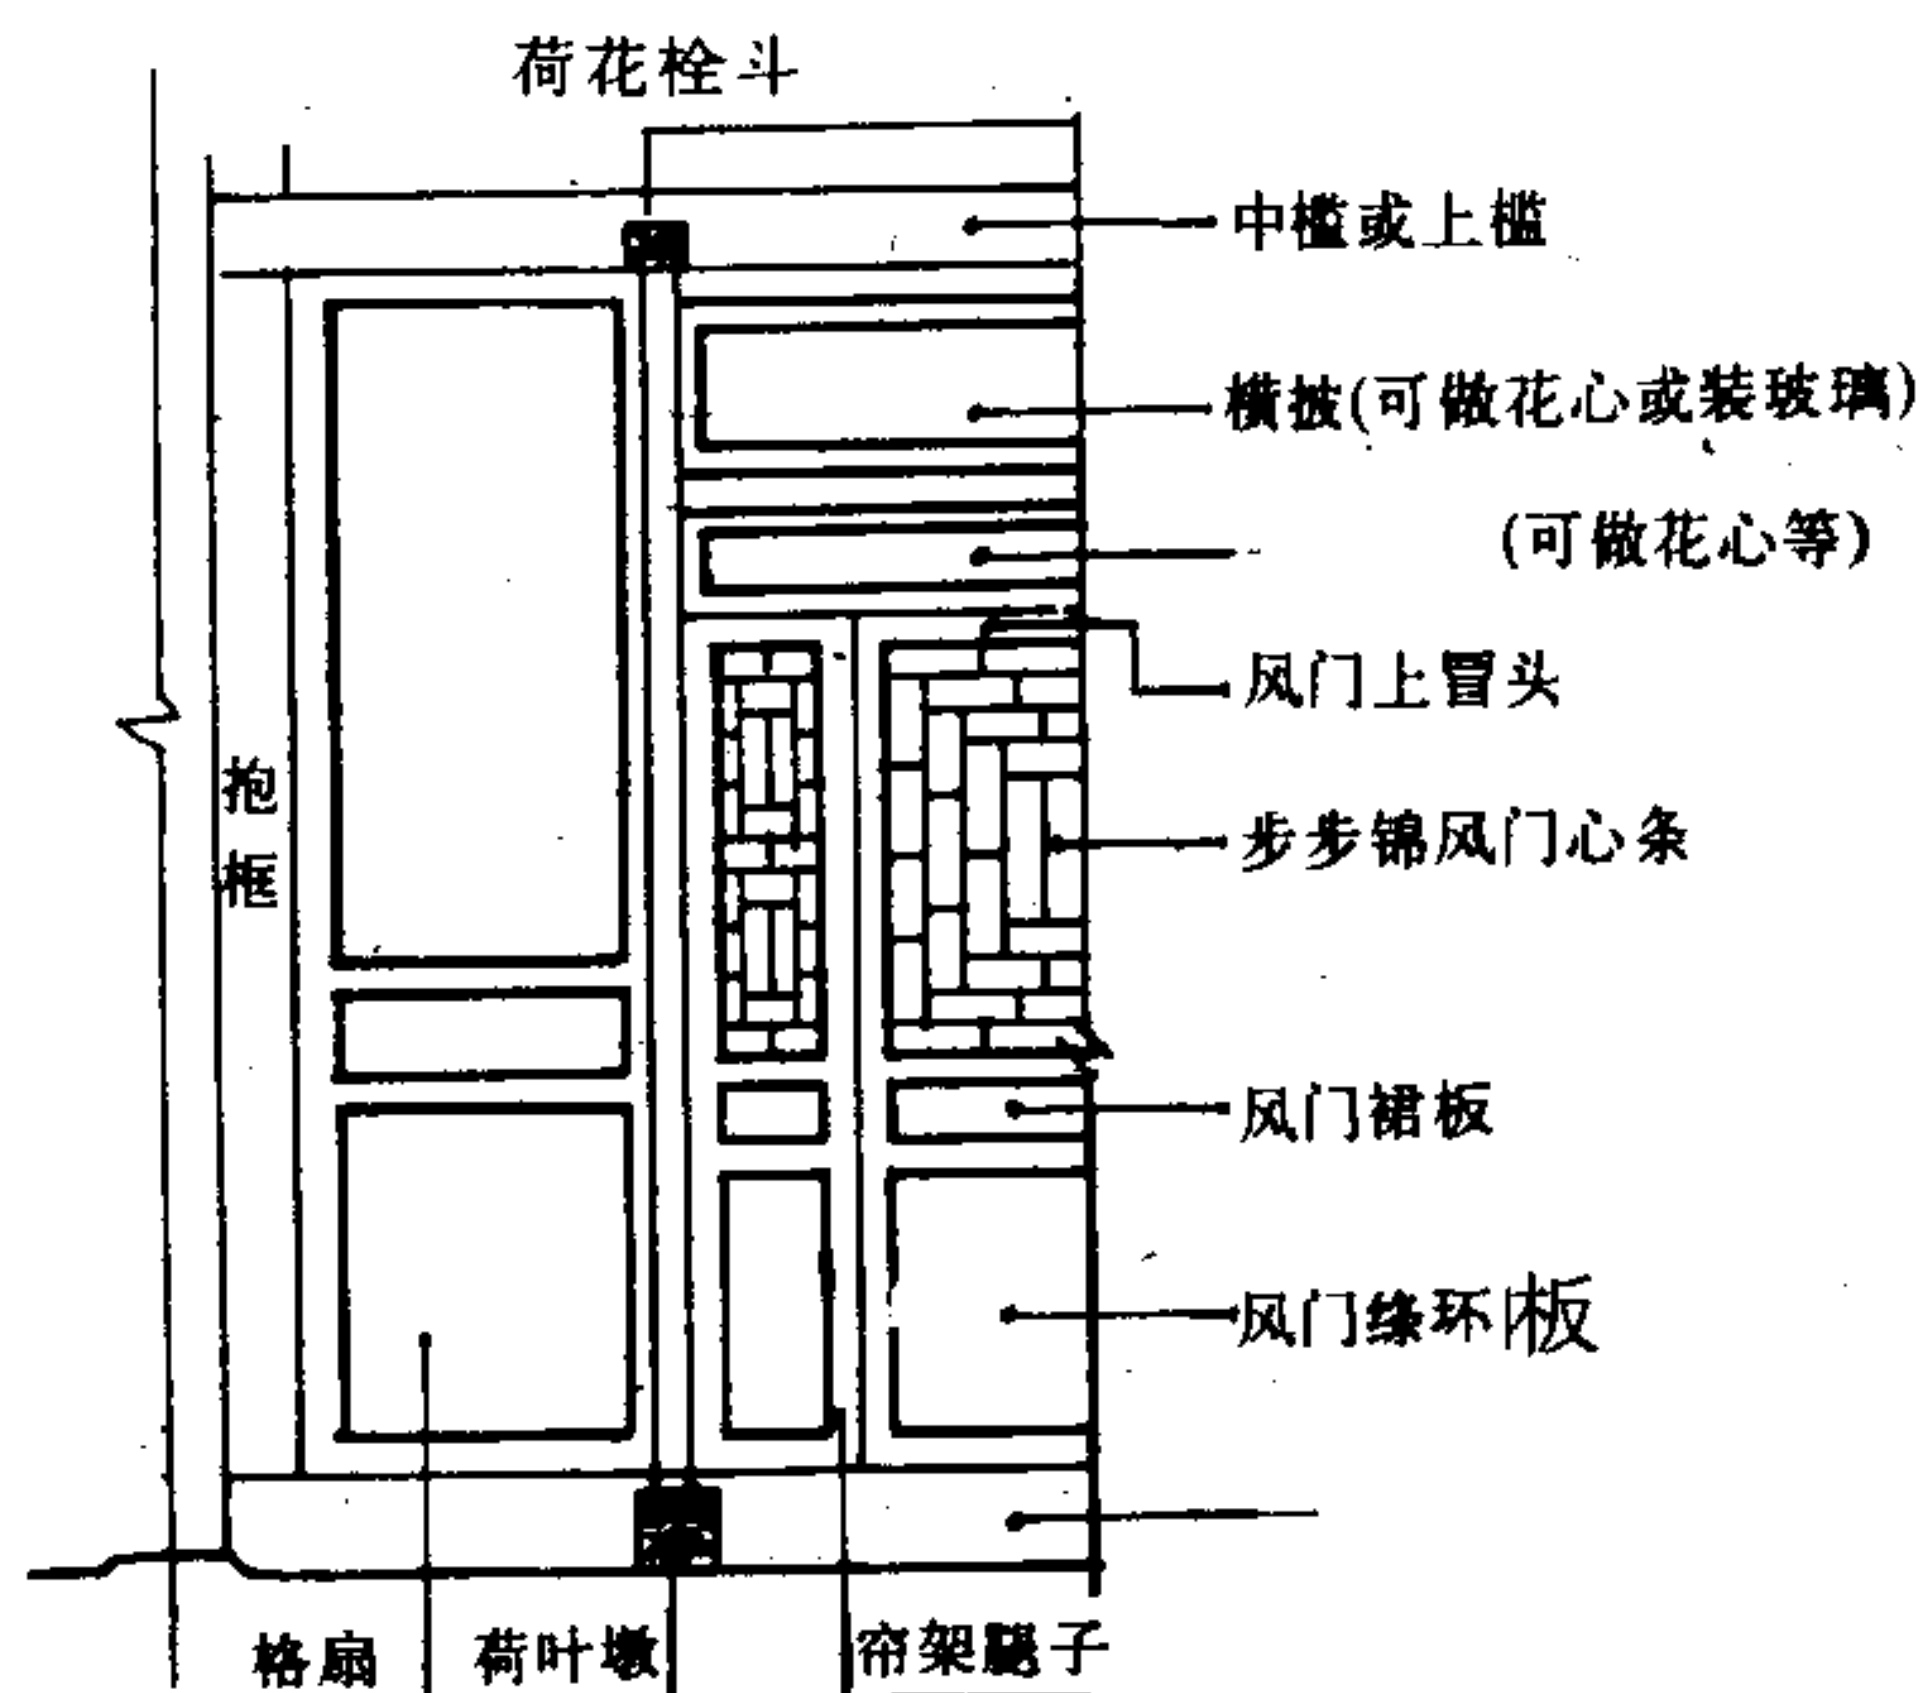 荷花栓斗
中槛或上槛
横披(可做花心或装玻璃)
(可做花心等)
风门上冒头
抱框
步步锦风门心条
风门裙板
风门绦环板
格扇
荷叶墩
帘架腿子